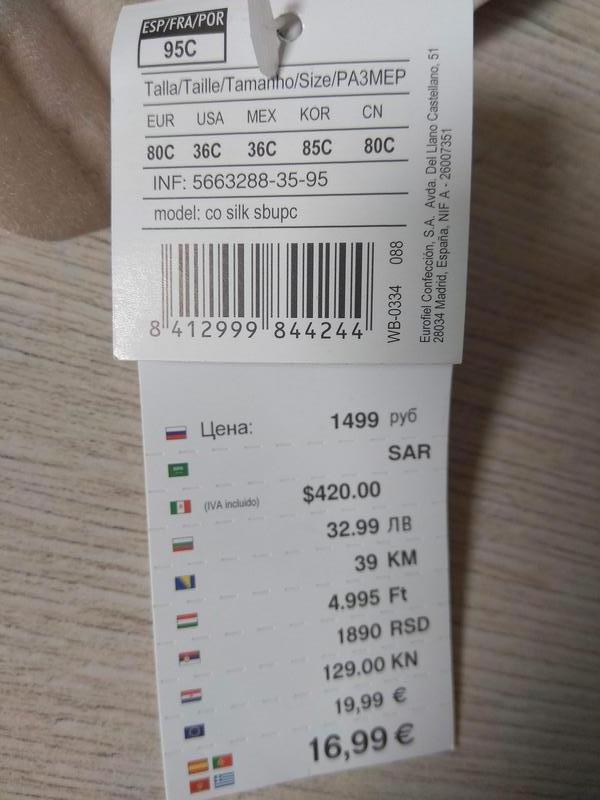 ESP/FRA/POR
95C
Talla/Taille/Tamanho/Size/РАЗМЕР
EUR USA MEX KOR CN
80C 36C 36C 85C 80C
INF: 5663288-35-95
model: co silk sbupc
8 412999 844244
WB-0334 088
Eurofiel Confección, S.A. Avda. Del Llano Castellano, 51
28034 Madrid, España, NIF A - 26007351
Цена: 1499 руб
SAR
(IVA incluido) $420.00
32.99 ЛВ
39 KM
4.995 Ft
1890 RSD
129.00 KN
19,99 €
16,99 €